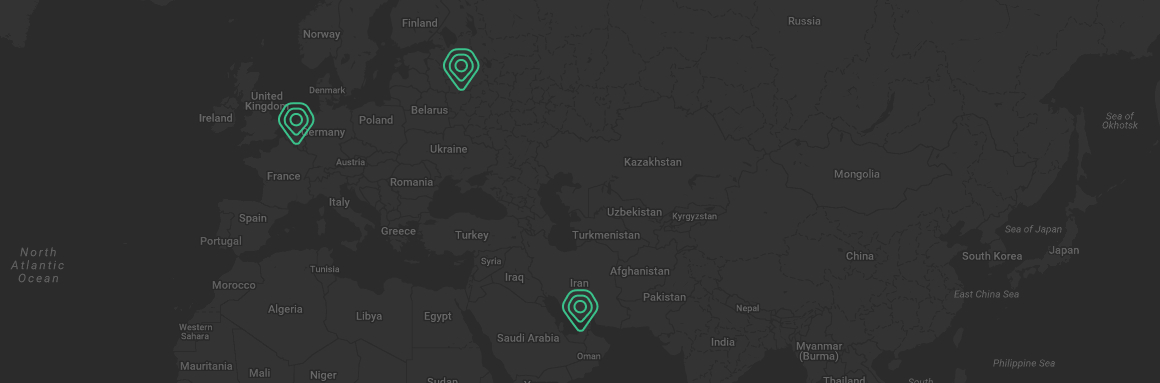 Finland
Russia
Norway
Denmark
United
Kingdom
Belarus
Ireland
Poland
Sea of
Okhotsk
Germany
Ukraine
Austria
Kazakhstan
France
Mongolia
Romania
Italy
Uzbekistan
Kyrgyzstan
Spain
Greece
Turkey
Turkmenistan
Sea of Japan
Portugal
North
Atlantic
Ocean
Japan
South Korea
China
Syria
Tunisia
Iraq
Afghanistan
Iran
Morocco
East China Sea
Pakistan
Algeria
Libya
Egypt
Nepal
Western
Sahara
Saudi Arabia
India
Myanmar
(Burma)
Oman
Philippine Sea
Mauritania
Mali
Niger
Sudan
Thailand
South